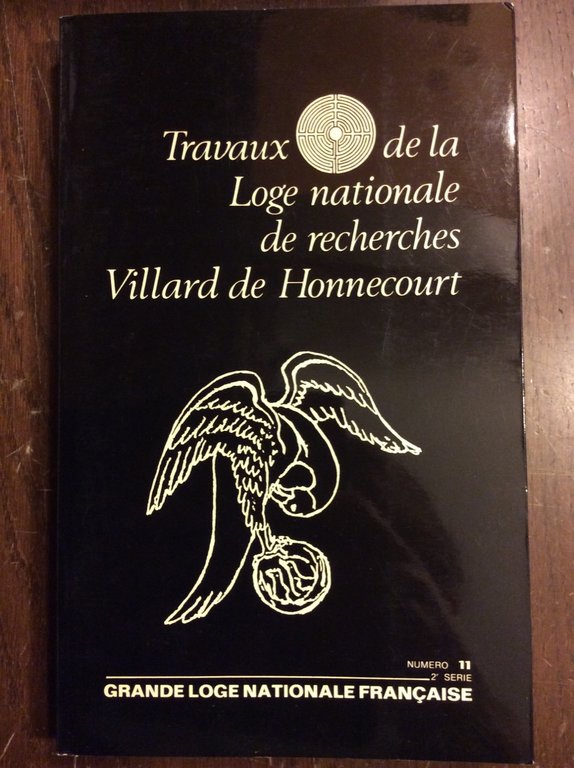 Travaux de la
Loge nationale
de recherches
Villard de Honnecourt
NUMERO 11
2e SERIE
GRANDE LOGE NATIONALE FRANÇAISE